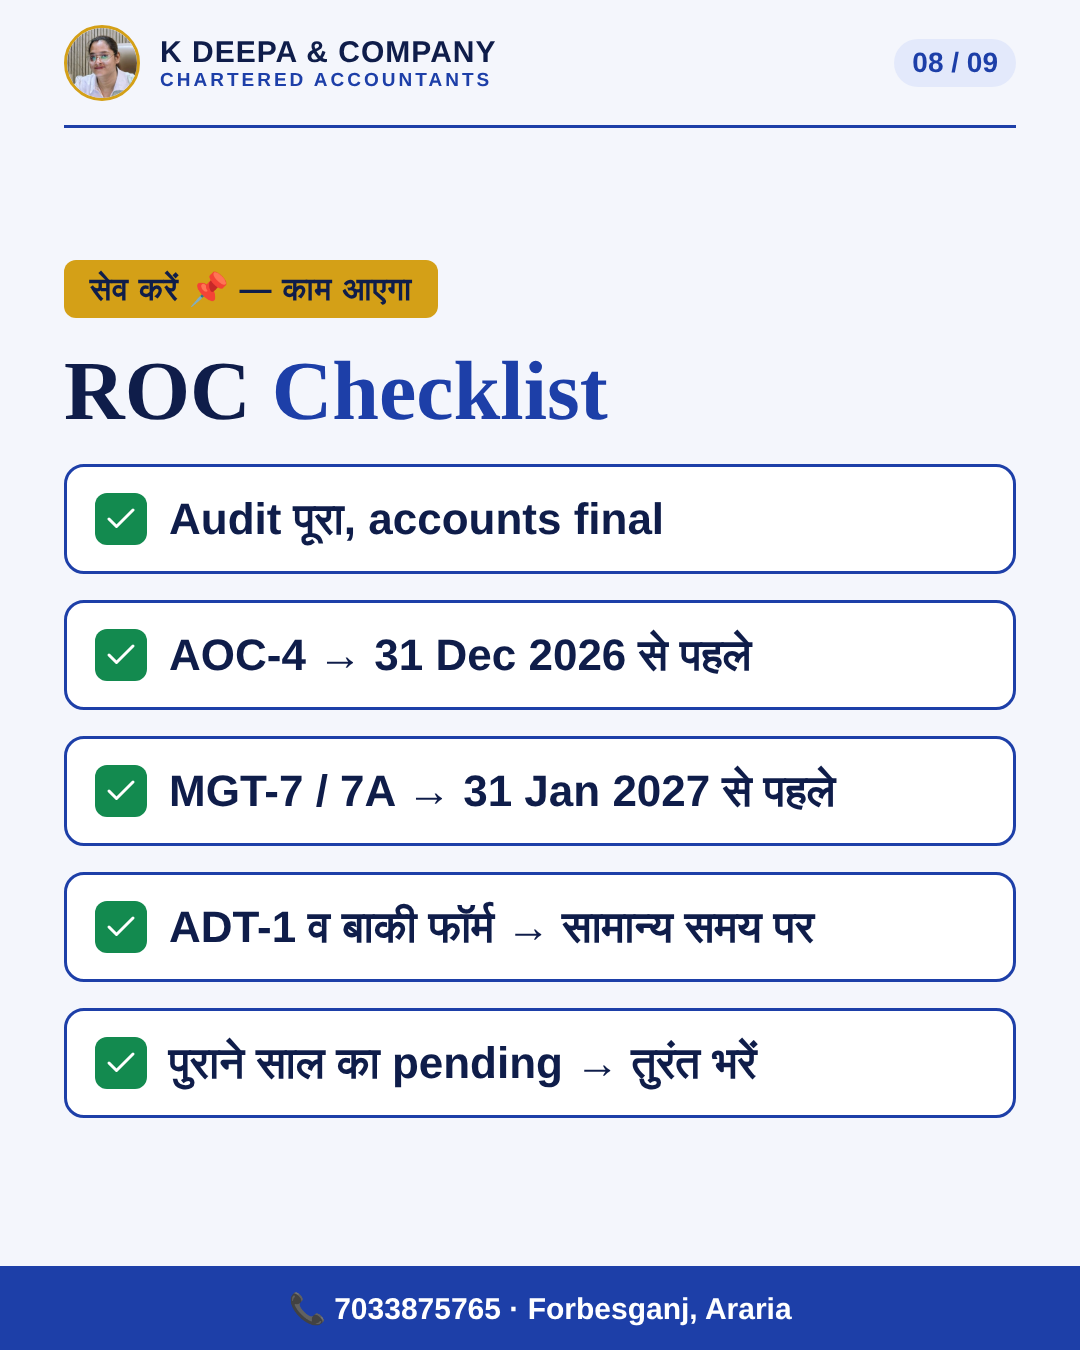 K DEEPA & COMPANY
CHARTERED ACCOUNTANTS
08 / 09
सेव करें 📌 — काम आएगा
ROC Checklist
Audit पूरा, accounts final
AOC-4 → 31 Dec 2026 से पहले
MGT-7 / 7A → 31 Jan 2027 से पहले
ADT-1 व बाकी फॉर्म → सामान्य समय पर
पुराने साल का pending → तुरंत भरें
📞 7033875765 · Forbesganj, Araria